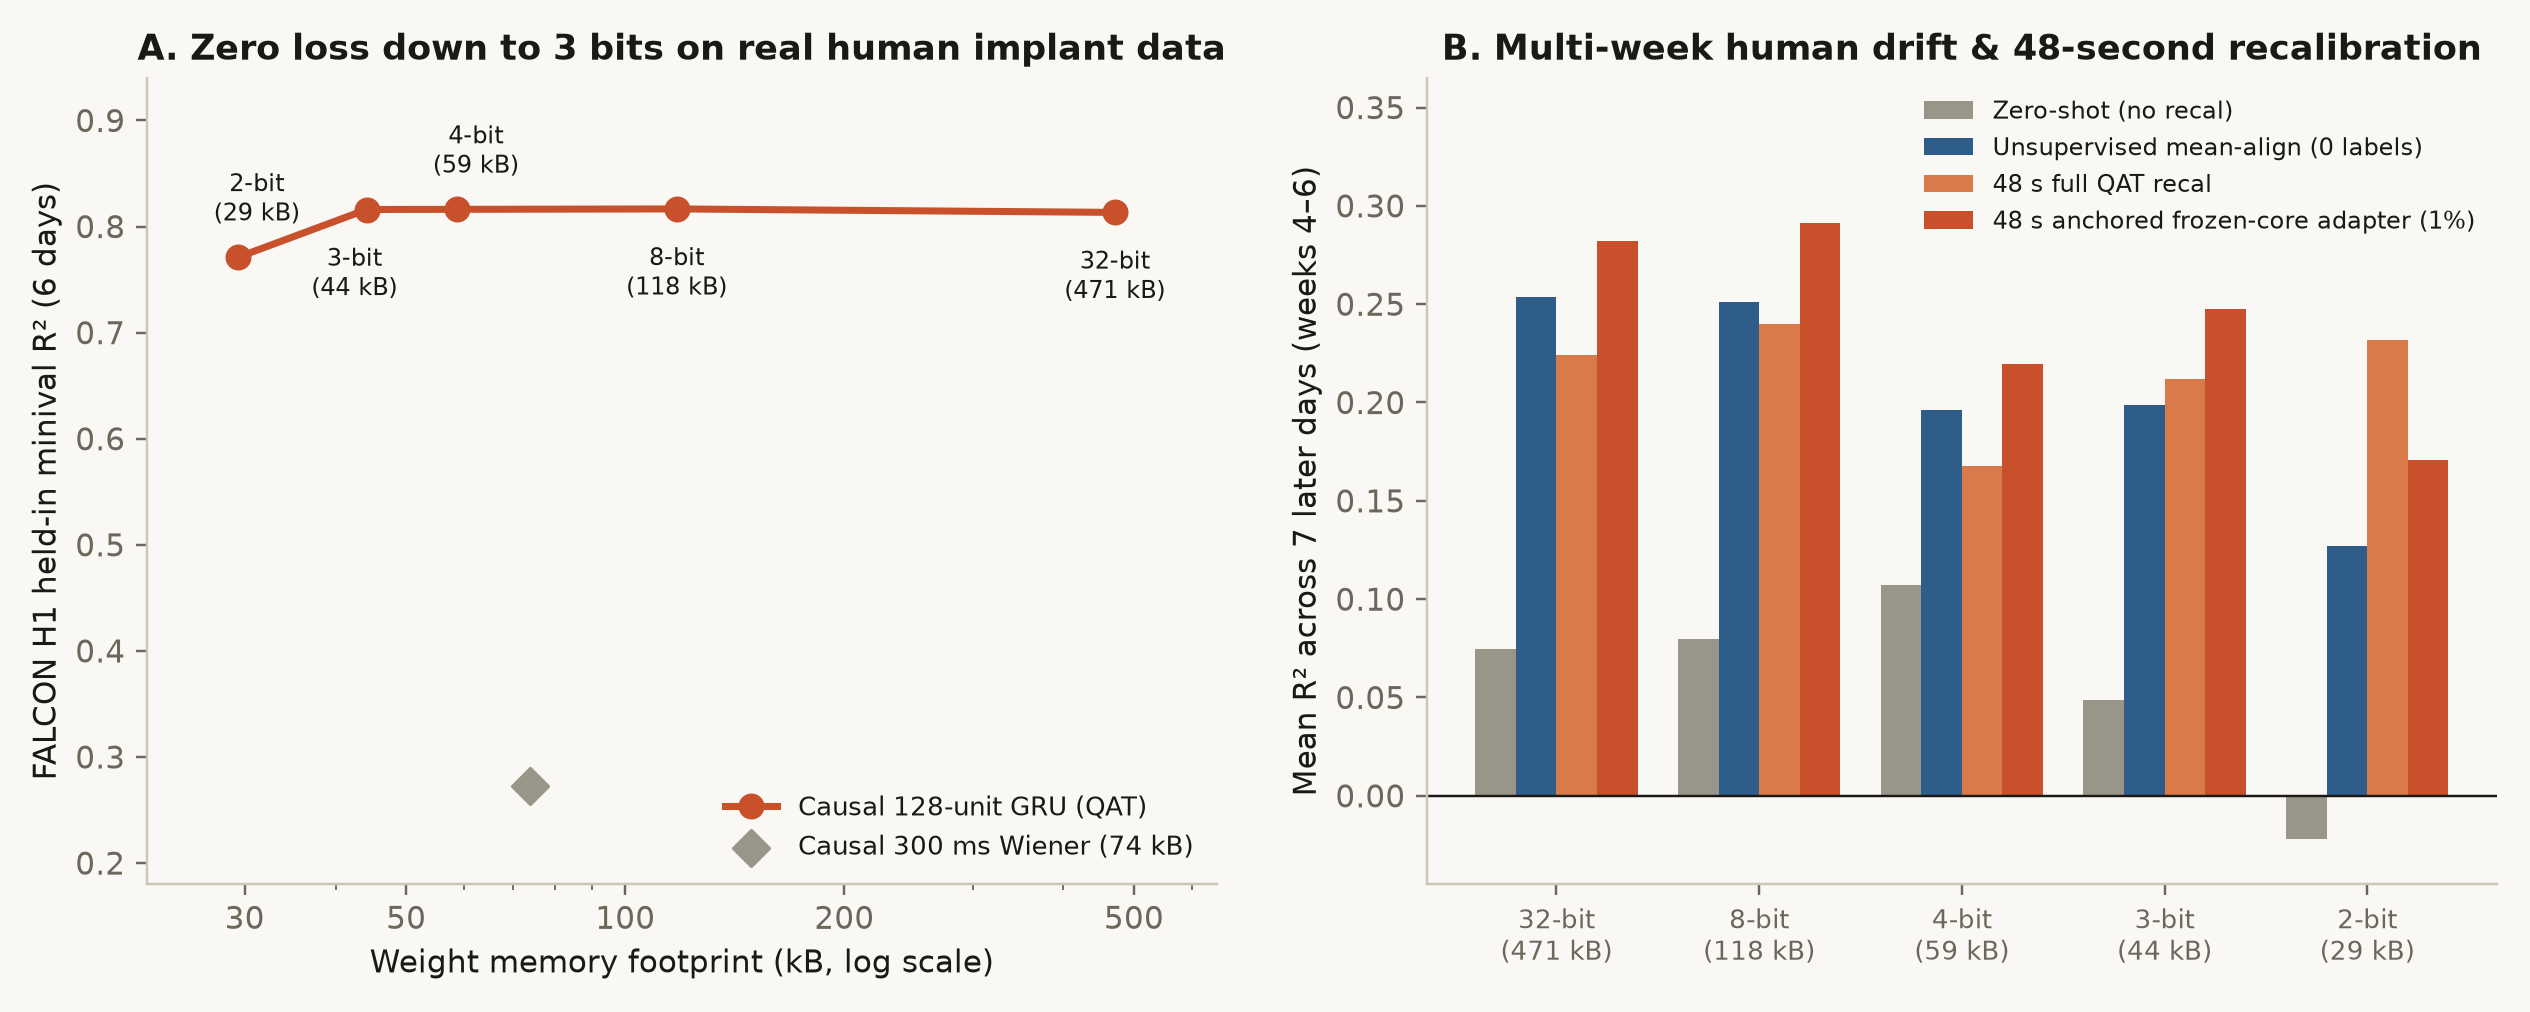 A. Zero loss down to 3 bits on real human implant data
FALCON H1 held-in minival R² (6 days)
0.9
0.8
0.7
0.6
0.5
0.4
0.3
0.2
2-bit
(29 kB)
3-bit
(44 kB)
4-bit
(59 kB)
8-bit
(118 kB)
32-bit
(471 kB)
Causal 128-unit GRU (QAT)
Causal 300 ms Wiener (74 kB)
30
50
100
200
500
Weight memory footprint (kB, log scale)
B. Multi-week human drift & 48-second recalibration
Mean R² across 7 later days (weeks 4–6)
0.35
0.30
0.25
0.20
0.15
0.10
0.05
0.00
Zero-shot (no recal)
Unsupervised mean-align (0 labels)
48 s full QAT recal
48 s anchored frozen-core adapter (1%)
32-bit
(471 kB)
8-bit
(118 kB)
4-bit
(59 kB)
3-bit
(44 kB)
2-bit
(29 kB)